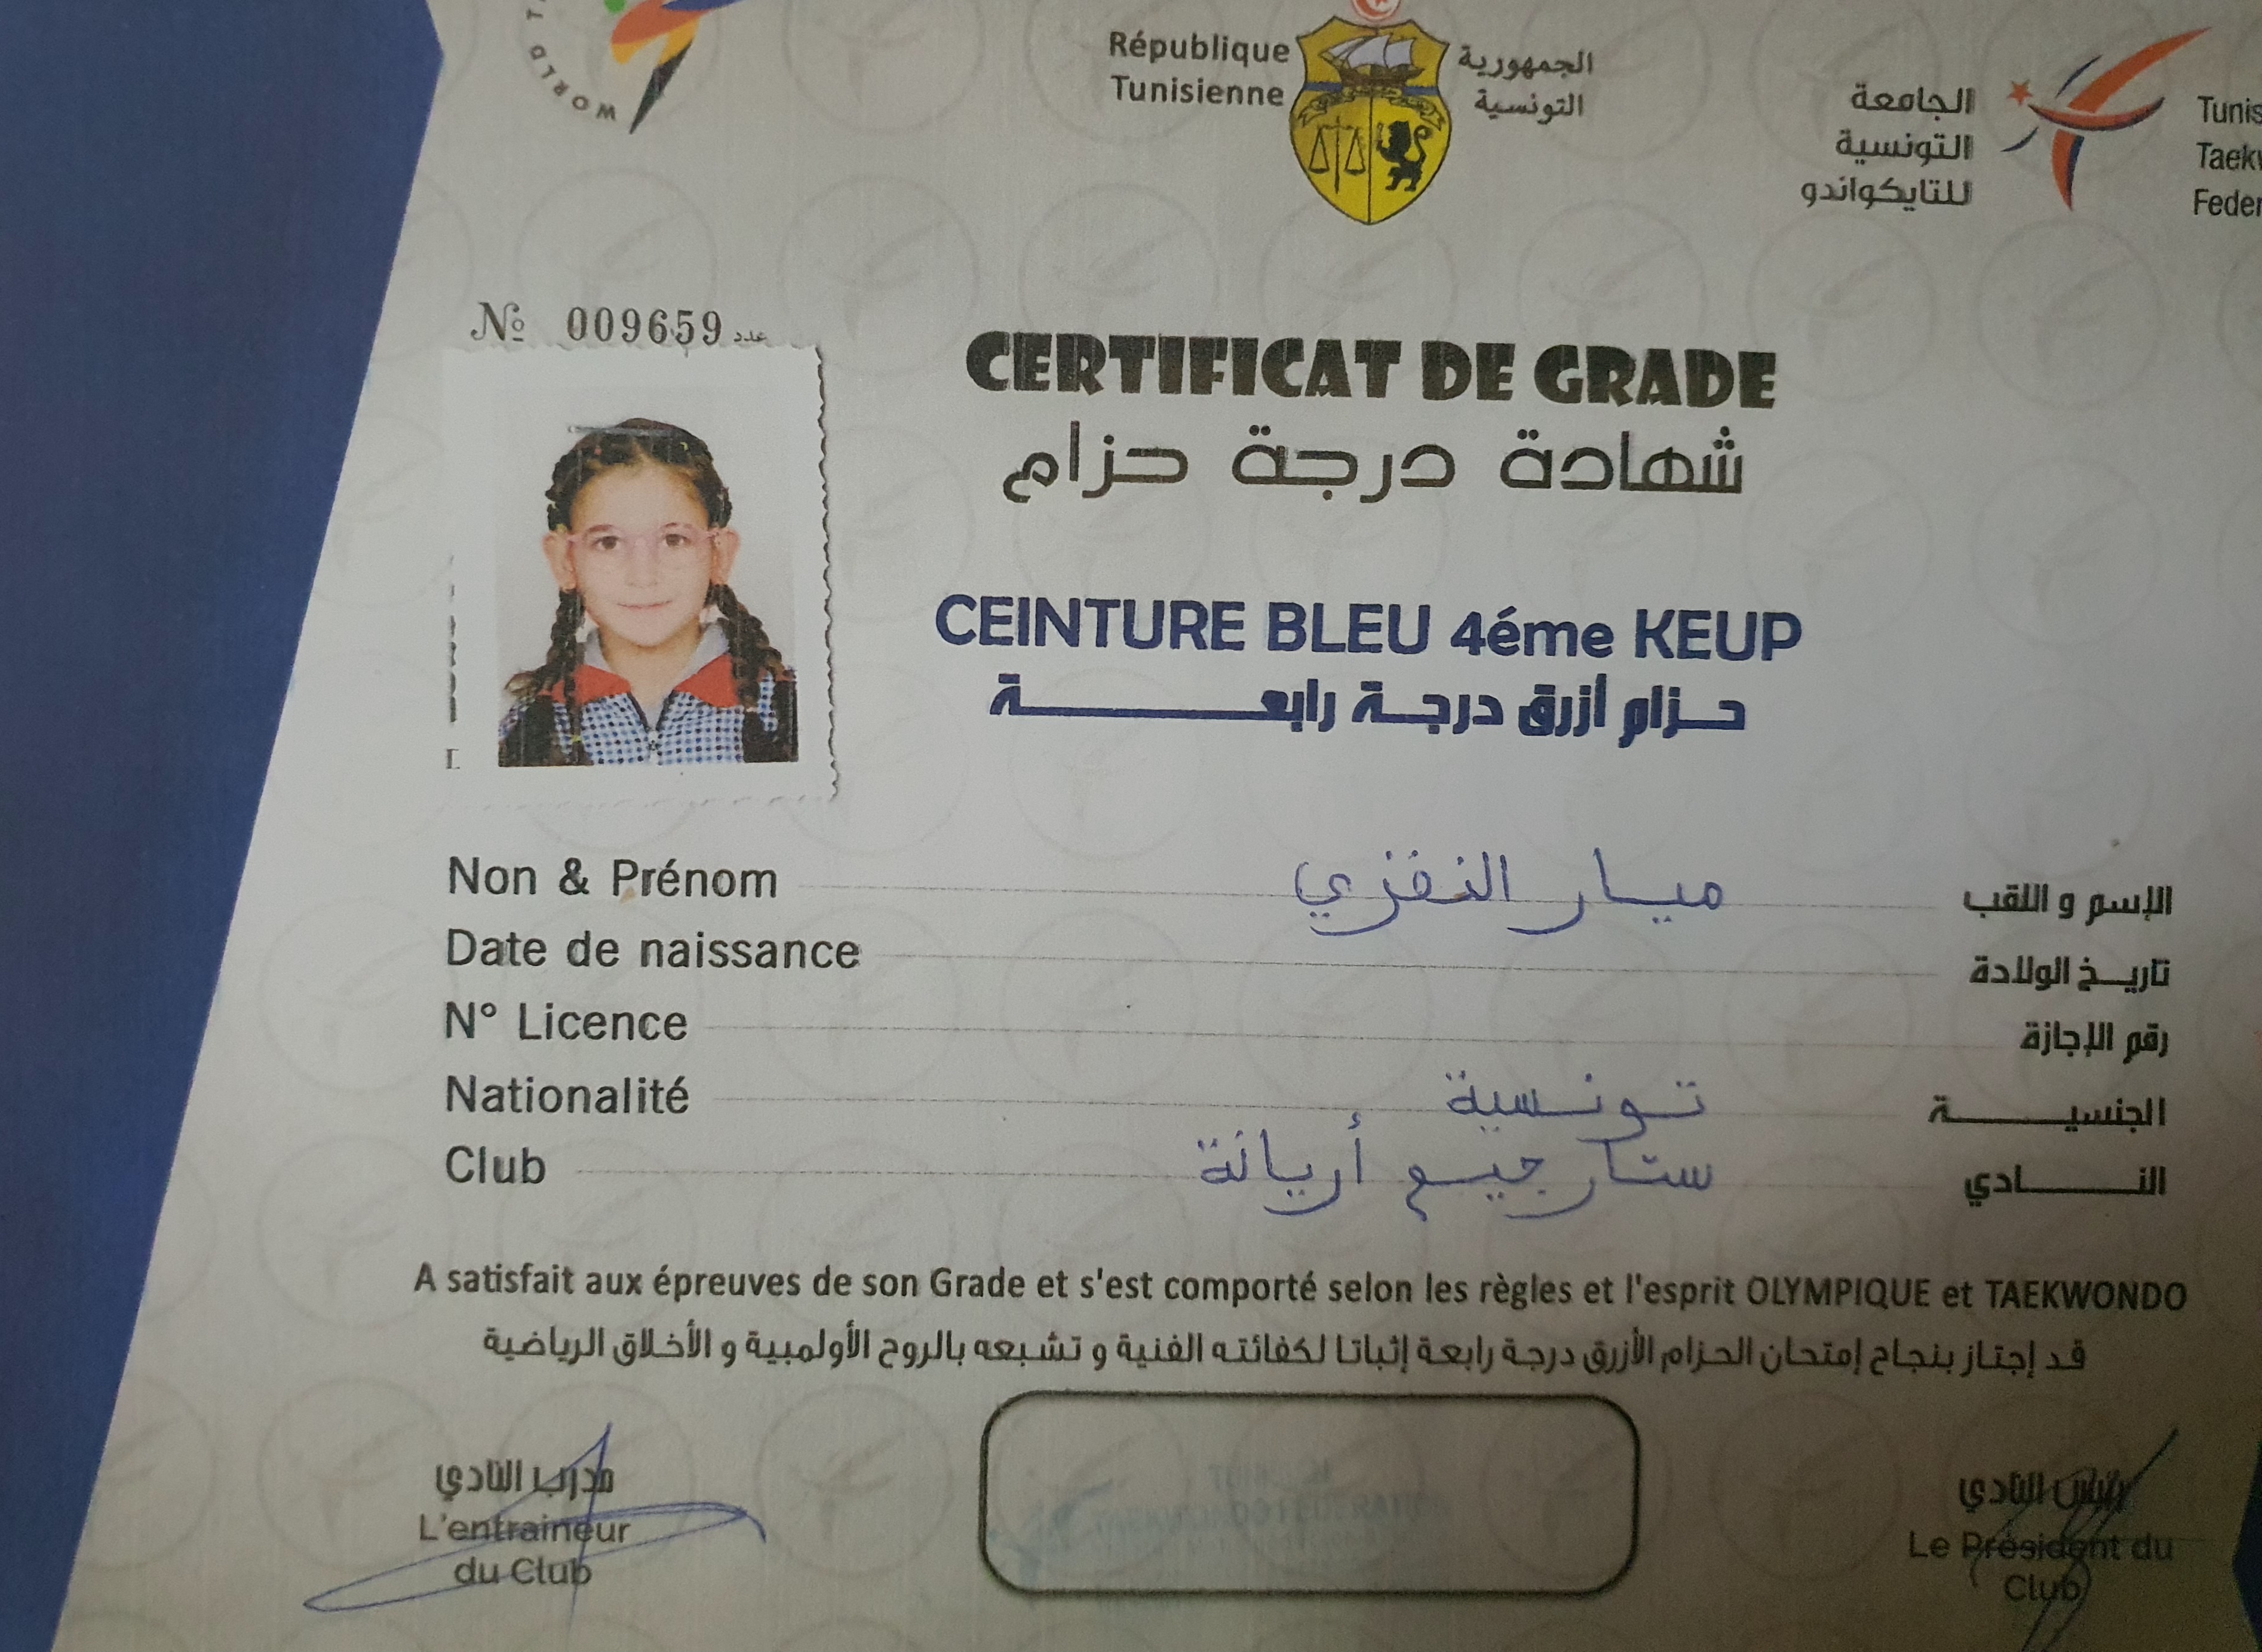 WORLD T
République
Tunisienne
الجمهورية
التونسية
الجامعة
التونسية
للتايكواندو
Tunis
Taekw
Feder
№ 009659 عدد
CERTIFICAT DE GRADE
شهادة درجة حزام
CEINTURE BLEU 4éme KEUP
حزام أزرق درجة رابعة
Non & Prénom ميار النفزي الإسم و اللقب
Date de naissance تاريخ الولادة
N° Licence رقم الإجازة
Nationalité تونسية الجنسية
Club ستار جيم أريانة النادي
A satisfait aux épreuves de son Grade et s'est comporté selon les règles et l'esprit OLYMPIQUE et TAEKWONDO
قد إجتاز بنجاح إمتحان الحزام الأزرق درجة رابعة إثباتا لكفائته الفنية و تشبعه بالروح الأولمبية و الأخلاق الرياضية
مدرب النادي
L'entraineur
du Club
رئيس النادي
Le Président du
Club